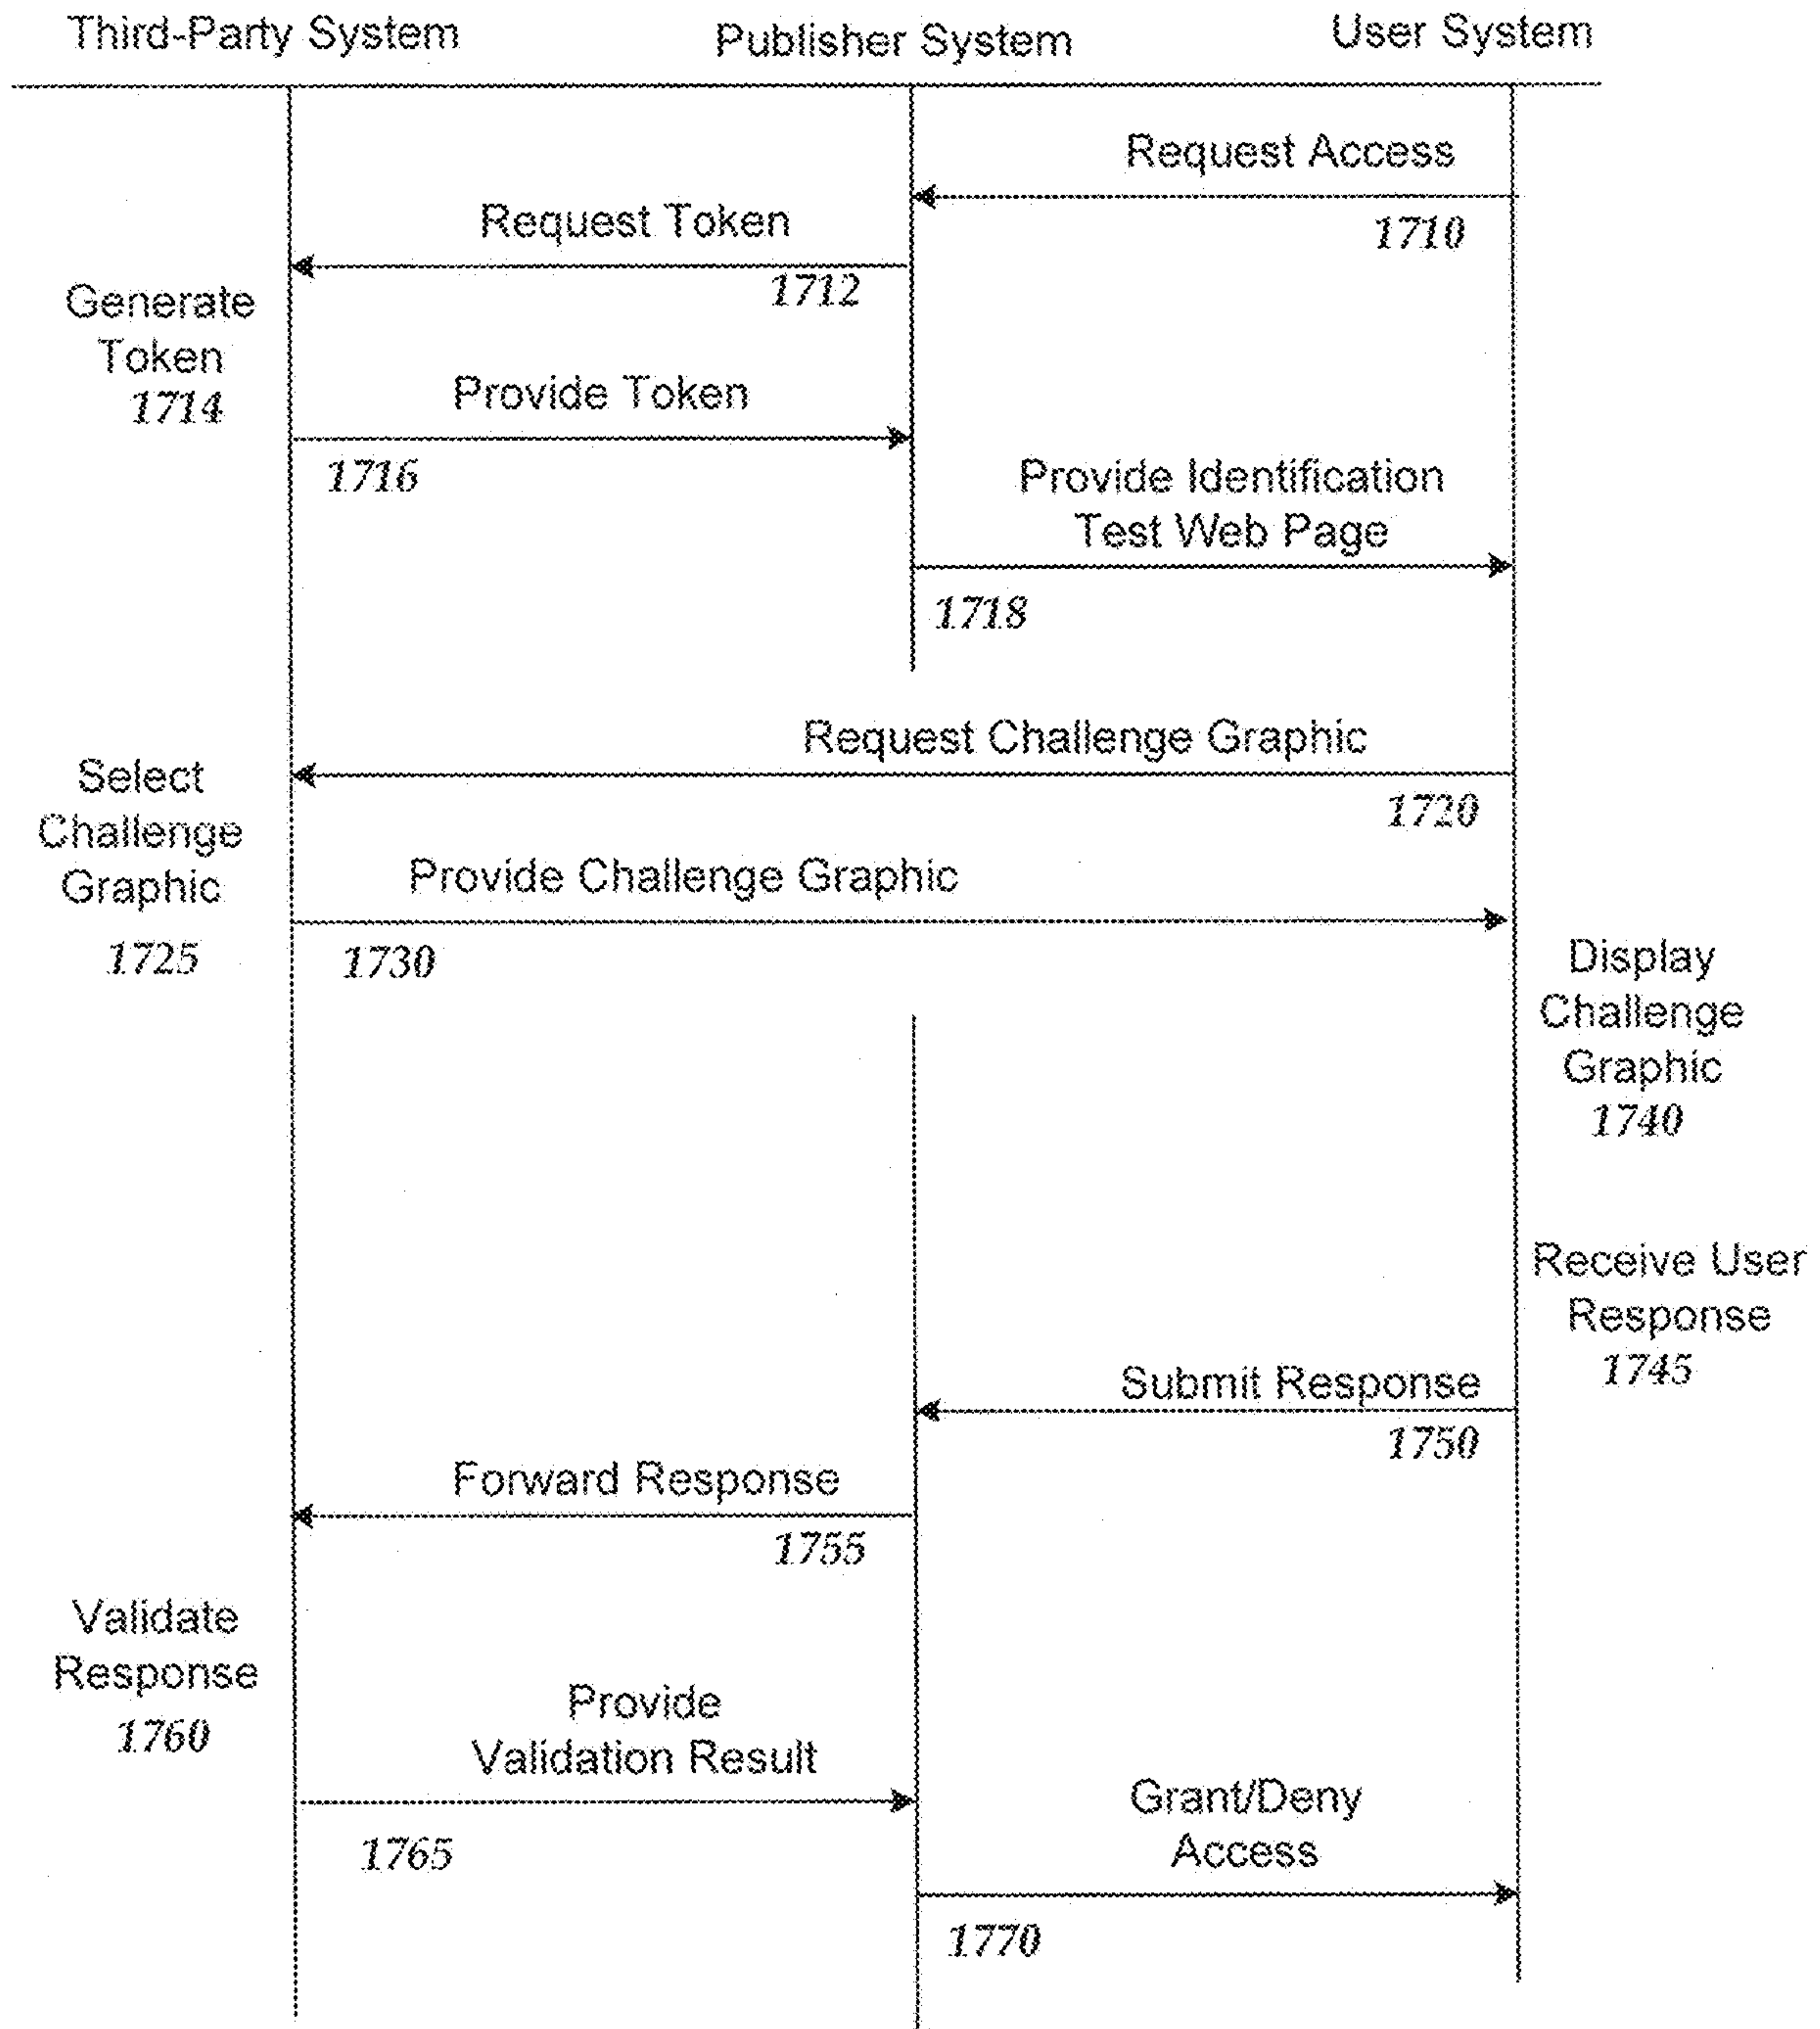 Third-Party System
Publisher System
User System
Request Access
1710
Request Token
1712
Generate
Token
1714
Provide Token
1716
Provide Identification
Test Web Page
1718
Request Challenge Graphic
1720
Select
Challenge
Graphic
1725
Provide Challenge Graphic
1730
Display
Challenge
Graphic
1740
Receive User
Response
1745
Submit Response
1750
Forward Response
1755
Validate
Response
1760
Provide
Validation Result
1765
Grant/Deny
Access
1770